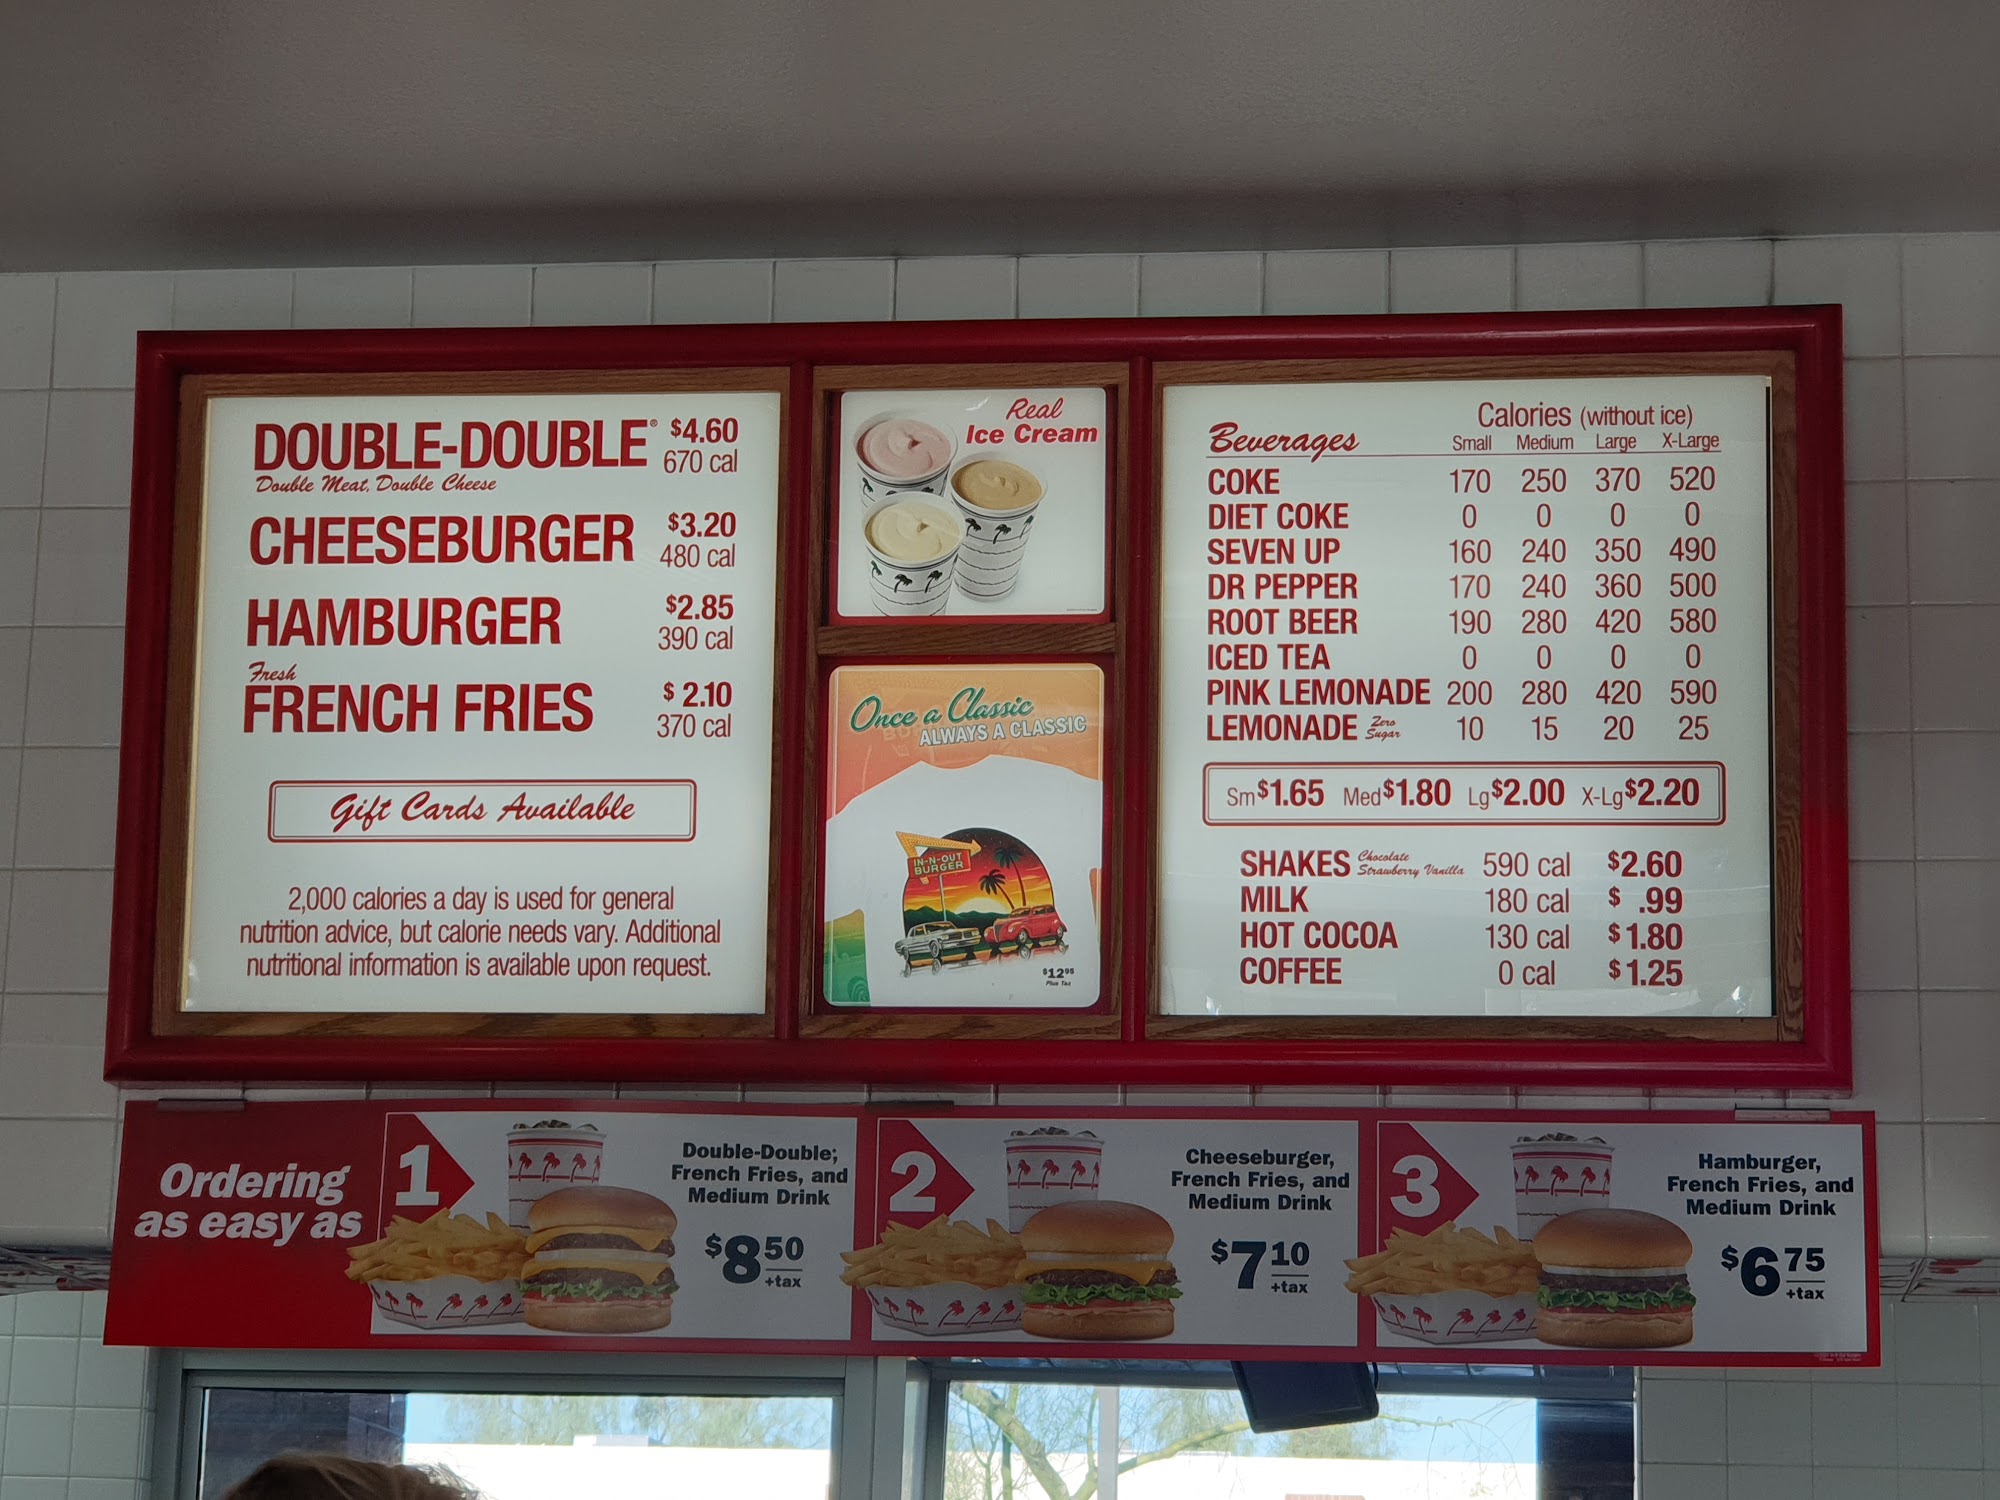 DOUBLE-DOUBLE® $4.60
670 cal
Double Meat, Double Cheese
CHEESEBURGER $3.20
480 cal
HAMBURGER $2.85
390 cal
Fresh
FRENCH FRIES $2.10
370 cal
Gift Cards Available
2,000 calories a day is used for general
nutrition advice, but calorie needs vary. Additional
nutritional information is available upon request.
Real
Ice Cream
Once a Classic
ALWAYS A CLASSIC
IN-N-OUT
BURGER
$12⁹⁵
Plus Tax
Calories (without ice)
Beverages Small Medium Large X-Large
COKE 170 250 370 520
DIET COKE 0 0 0 0
SEVEN UP 160 240 350 490
DR PEPPER 170 240 360 500
ROOT BEER 190 280 420 580
ICED TEA 0 0 0 0
PINK LEMONADE 200 280 420 590
LEMONADE Zero Sugar 10 15 20 25
Sm $1.65 Med $1.80 Lg $2.00 X-Lg $2.20
SHAKES Chocolate Strawberry Vanilla 590 cal $2.60
MILK 180 cal $ .99
HOT COCOA 130 cal $1.80
COFFEE 0 cal $1.25
Ordering
as easy as
1
Double-Double;
French Fries, and
Medium Drink
$8 50
+tax
2
Cheeseburger,
French Fries, and
Medium Drink
$7 10
+tax
3
Hamburger,
French Fries, and
Medium Drink
$6 75
+tax